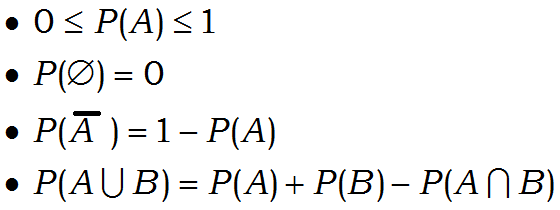 • 0 ≤ P(A) ≤ 1
• P(∅) = 0
• P(A̅ ) = 1 − P(A)
• P(A ⋃ B) = P(A) + P(B) − P(A ⋂ B)